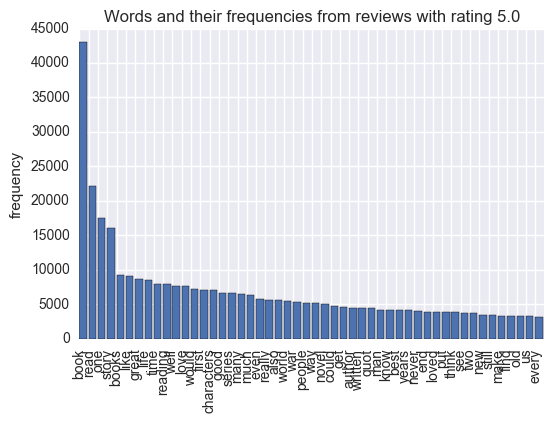 Words and their frequencies from reviews with rating 5.0
45000
40000
35000
30000
25000
20000
15000
10000
5000
0
frequency
book
read
one
story
books
like
great
life
time
reading
well
love
would
first
characters
good
series
many
much
even
really
also
world
war
people
way
novel
could
get
author
written
quot
man
know
best
years
never
end
loved
put
think
see
two
new
still
make
find
old
us
every